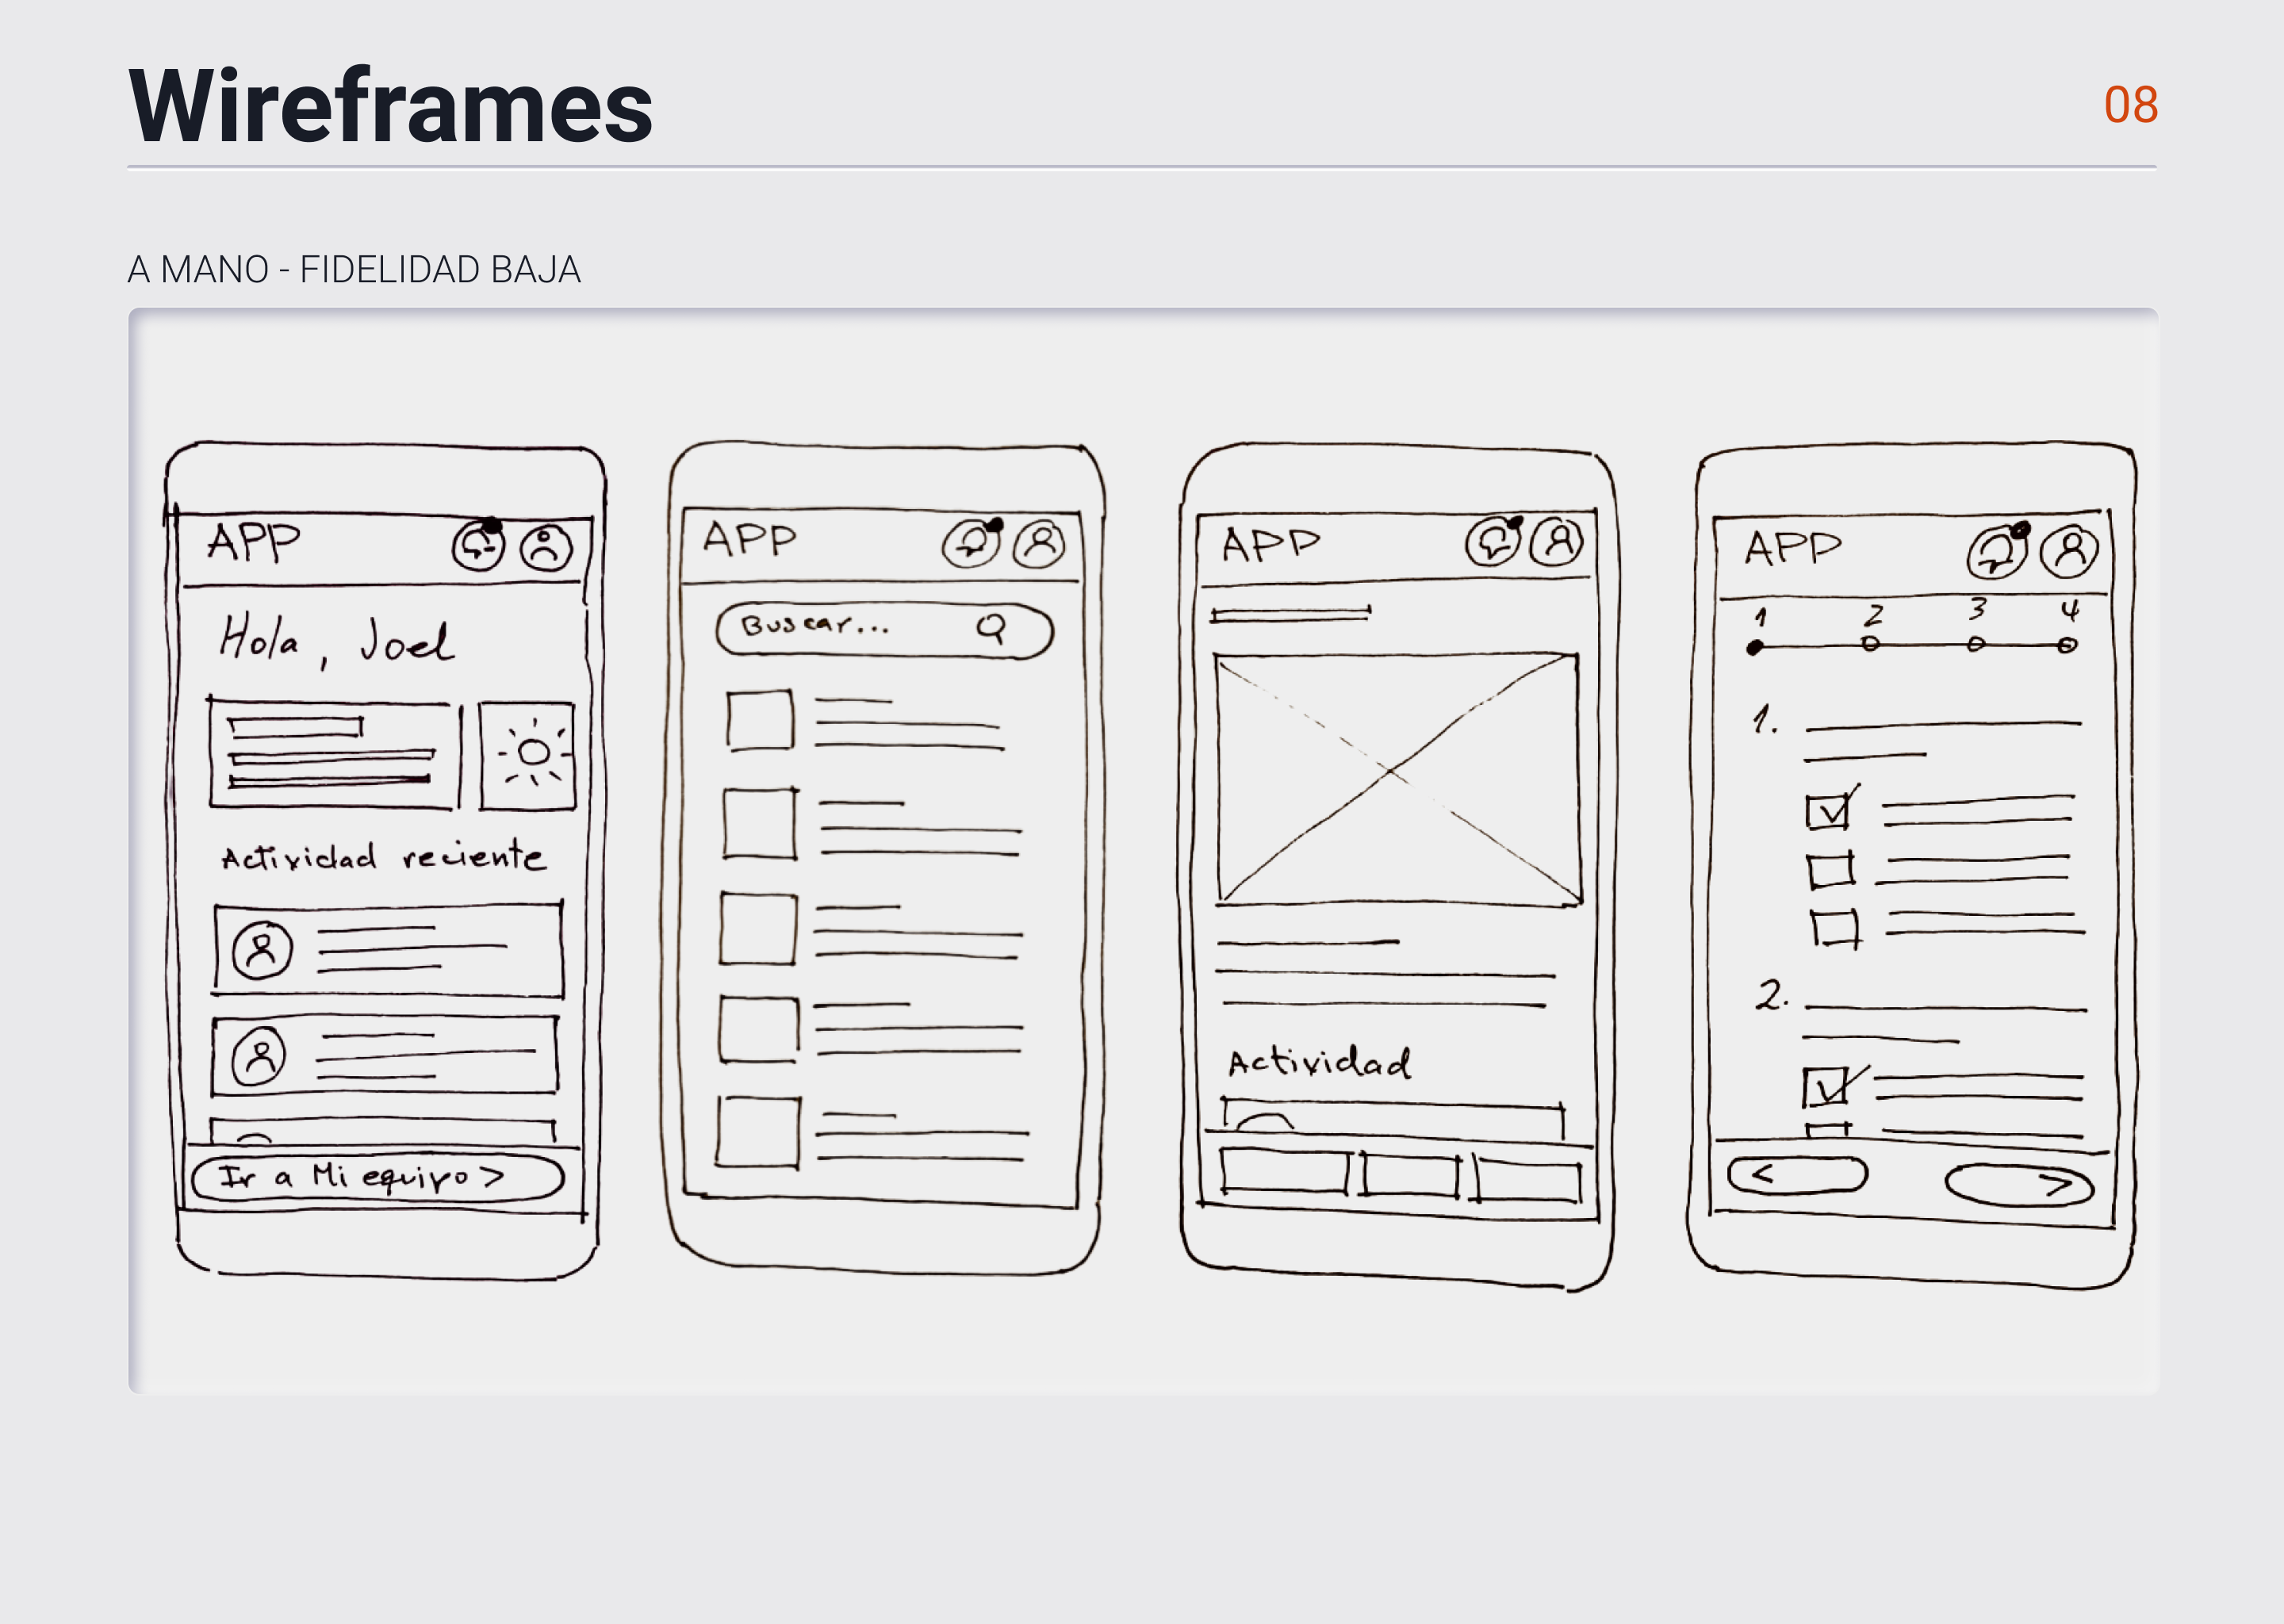 Wireframes
08
A MANO - FIDELIDAD BAJA
APP
Hola, Joel
Actividad reciente
Ir a Mi equipo >
APP
Buscar...
APP
Actividad
APP
1 2 3 4
1.
2.
< >